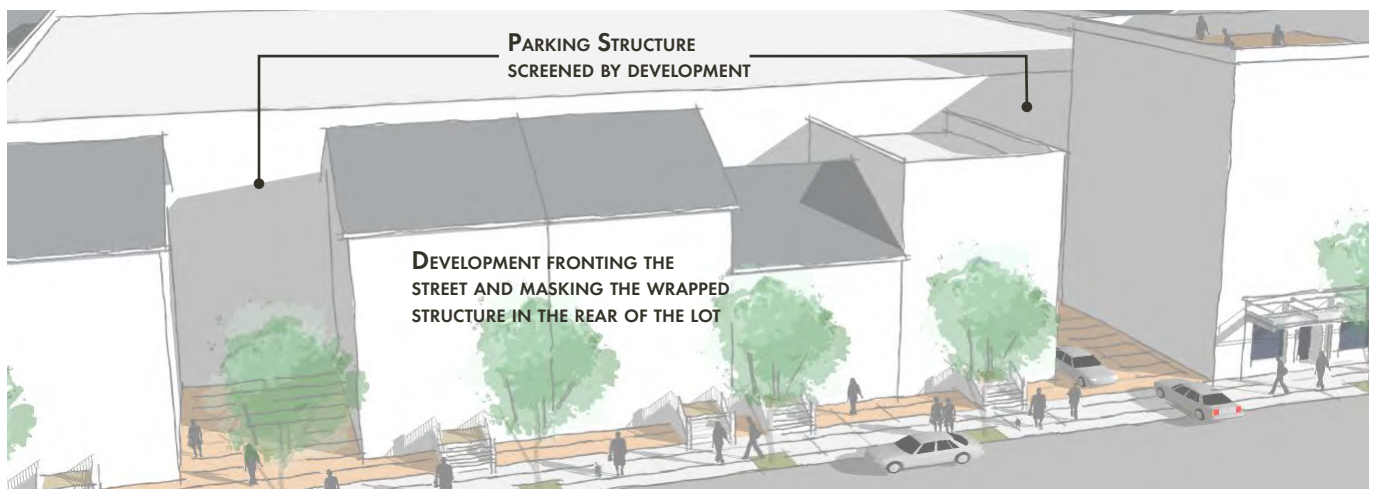 PARKING STRUCTURE
SCREENED BY DEVELOPMENT
DEVELOPMENT FRONTING THE
STREET AND MASKING THE WRAPPED
STRUCTURE IN THE REAR OF THE LOT